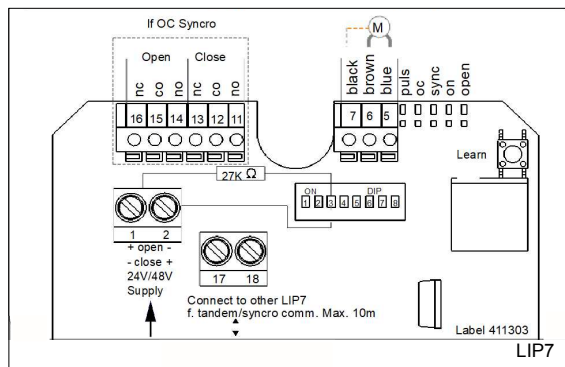 If OC Syncro
Open Close
nc co no nc co no
16 15 14 13 12 11
M
black brown blue
7 6 5
puls oc sync on open
Learn
27K Ω
ON DIP
1 2 3 4 5 6 7 8
1 2
+ open -
- close +
24V/48V
Supply
17 18
Connect to other LIP7
f. tandem/syncro comm. Max. 10m
Label 411303
LIP7